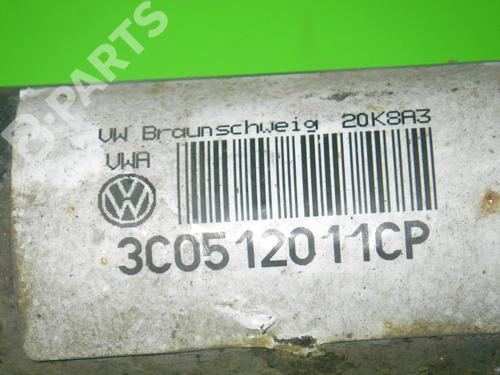 B-PARTS
VW Braunschweig 20K8A3
VWA
3C0512011CP